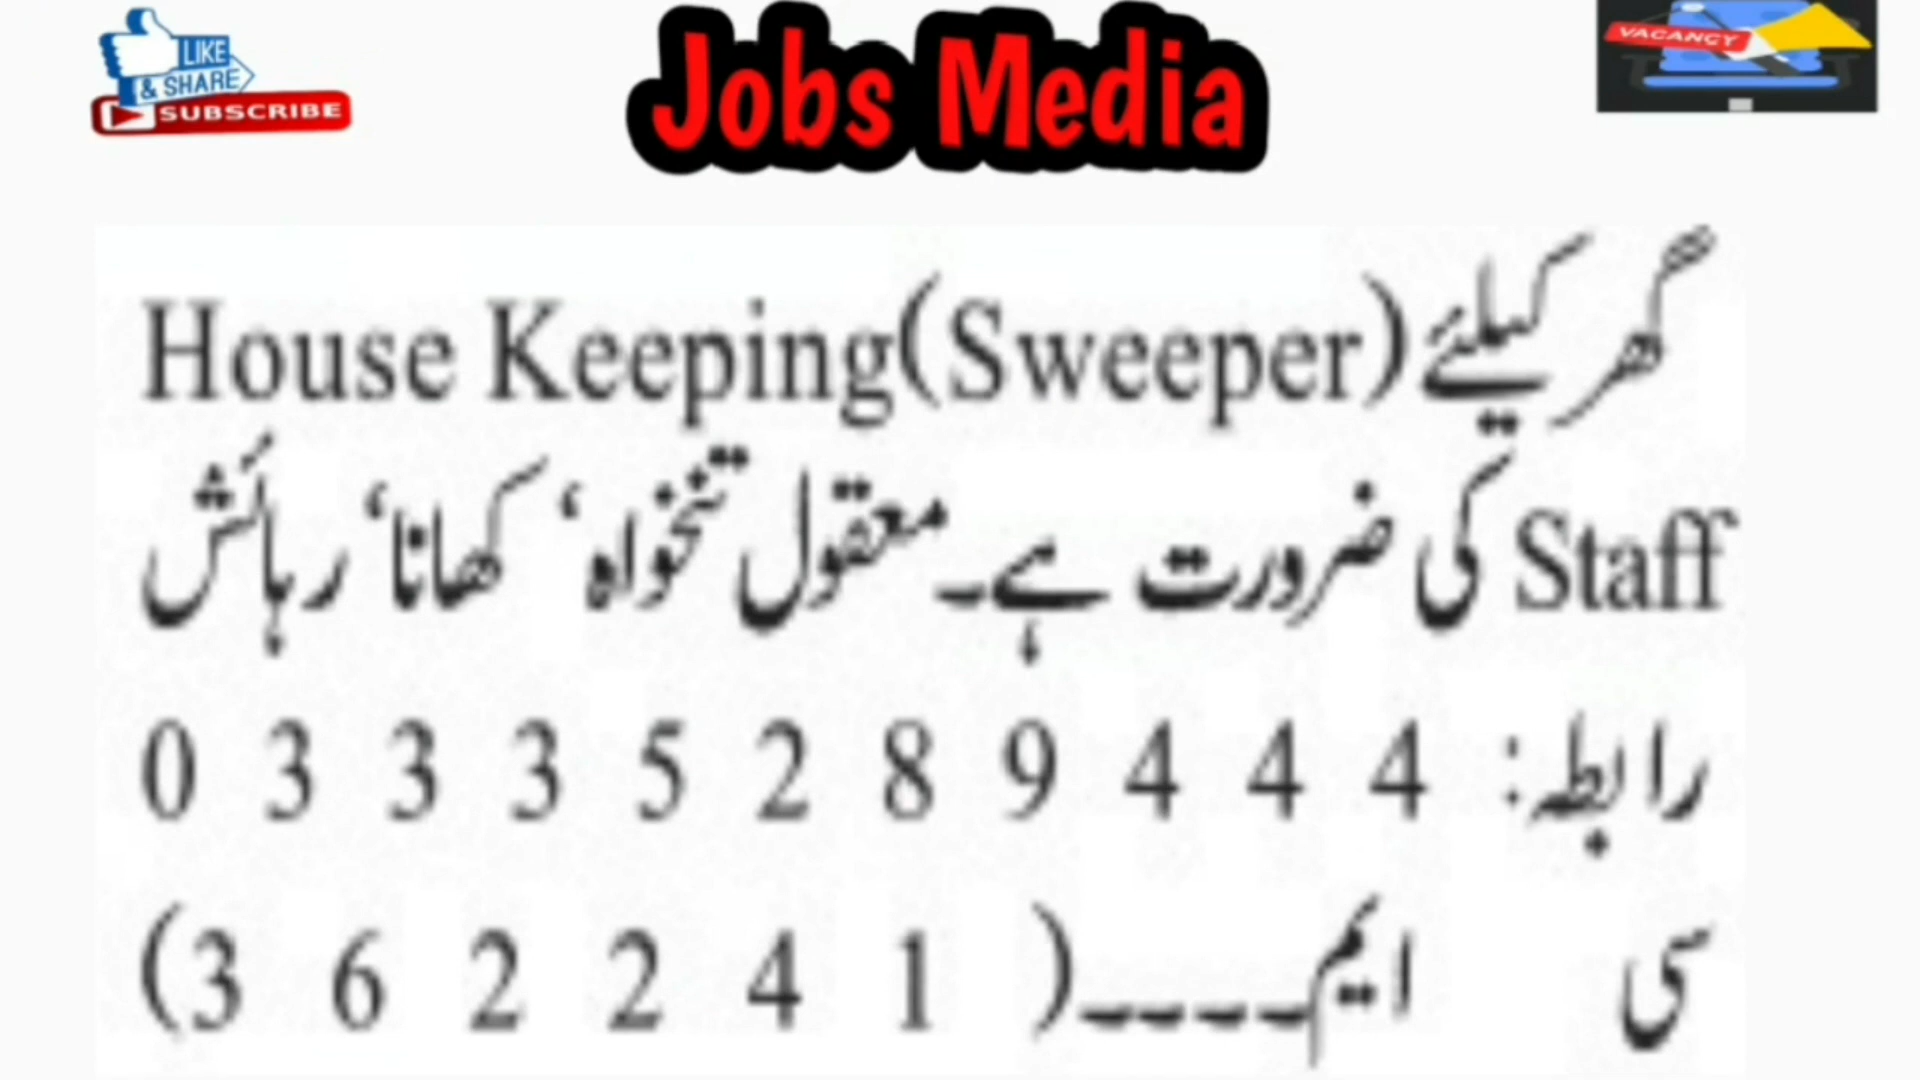 LIKE
& SHARE
SUBSCRIBE
Jobs Media
VACANCY
گھر کیلئے House Keeping(Sweeper)
Staff کی ضرورت ہے۔ معقول تنخواہ‘ کھانا‘ رہائش
رابطہ: 0 3 3 3 5 2 8 9 4 4 4
سی ایم۔۔۔۔( 3 6 2 2 4 1)